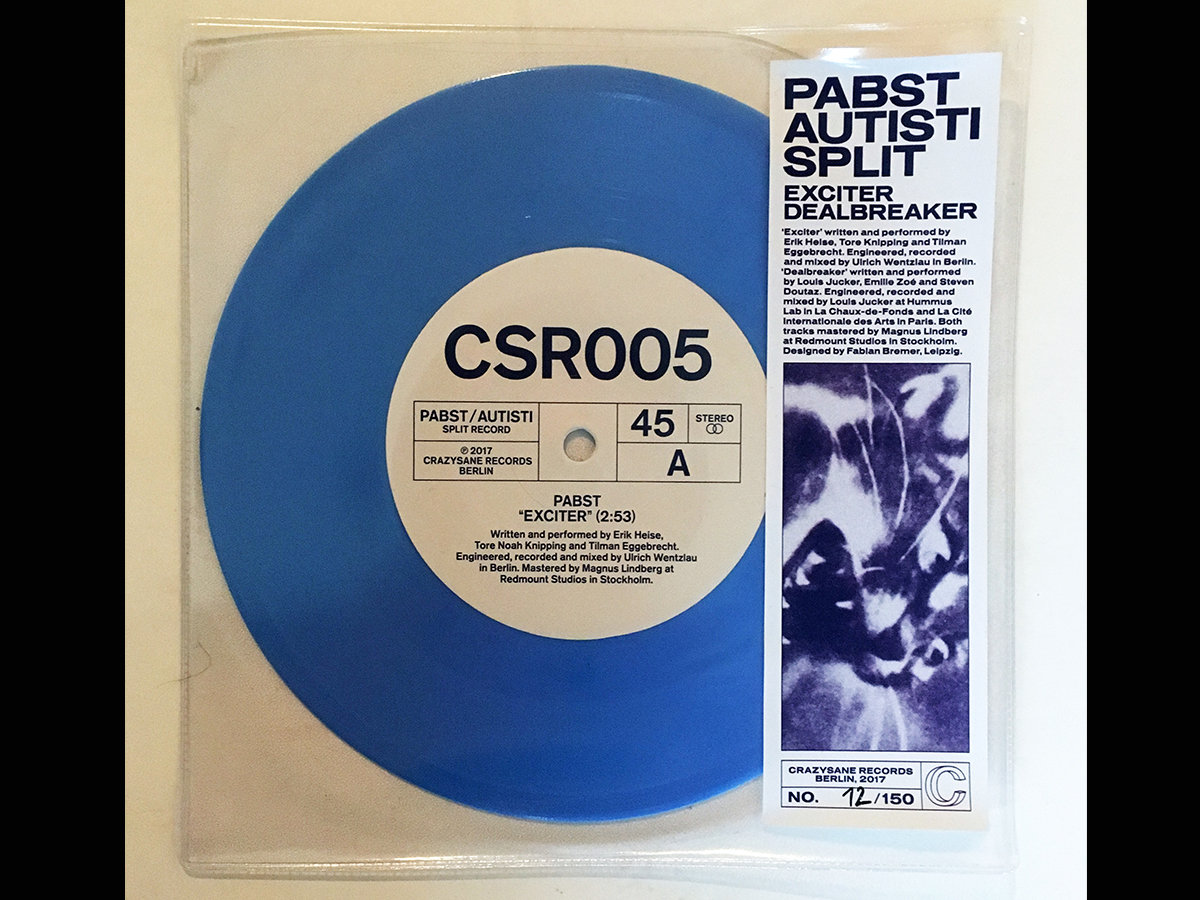 CSR005
PABST/AUTISTI
SPLIT RECORD
℗ 2017
CRAZYSANE RECORDS
BERLIN
45
STEREO
A
PABST
"EXCITER" (2:53)
Written and performed by Erik Heise,
Tore Noah Knipping and Tilman Eggebrecht.
Engineered, recorded and mixed by Ulrich Wentzlau
in Berlin. Mastered by Magnus Lindberg at
Redmount Studios in Stockholm.
PABST
AUTISTI
SPLIT
EXCITER
DEALBREAKER
'Exciter' written and performed by
Erik Heise, Tore Knipping and Tilman
Eggebrecht. Engineered, recorded
and mixed by Ulrich Wentzlau in Berlin.
'Dealbreaker' written and performed
by Louis Jucker, Emilie Zoé and Steven
Doutaz. Engineered, recorded and
mixed by Louis Jucker at Hummus
Lab in La Chaux-de-Fonds and La Cité
Internationale des Arts in Paris. Both
tracks mastered by Magnus Lindberg
at Redmount Studios in Stockholm.
Designed by Fabian Bremer, Leipzig.
CRAZYSANE RECORDS
BERLIN, 2017
NO. 12/150
C